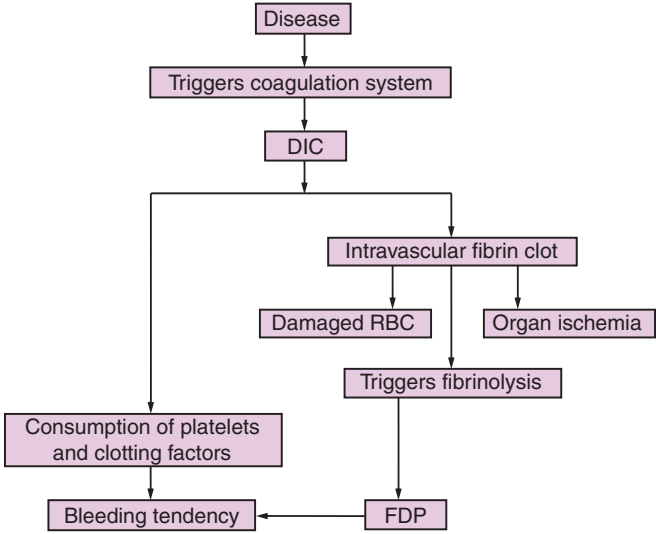 Disease
Triggers coagulation system
DIC
Intravascular fibrin clot
Damaged RBC
Organ ischemia
Triggers fibrinolysis
Consumption of platelets
and clotting factors
Bleeding tendency
FDP